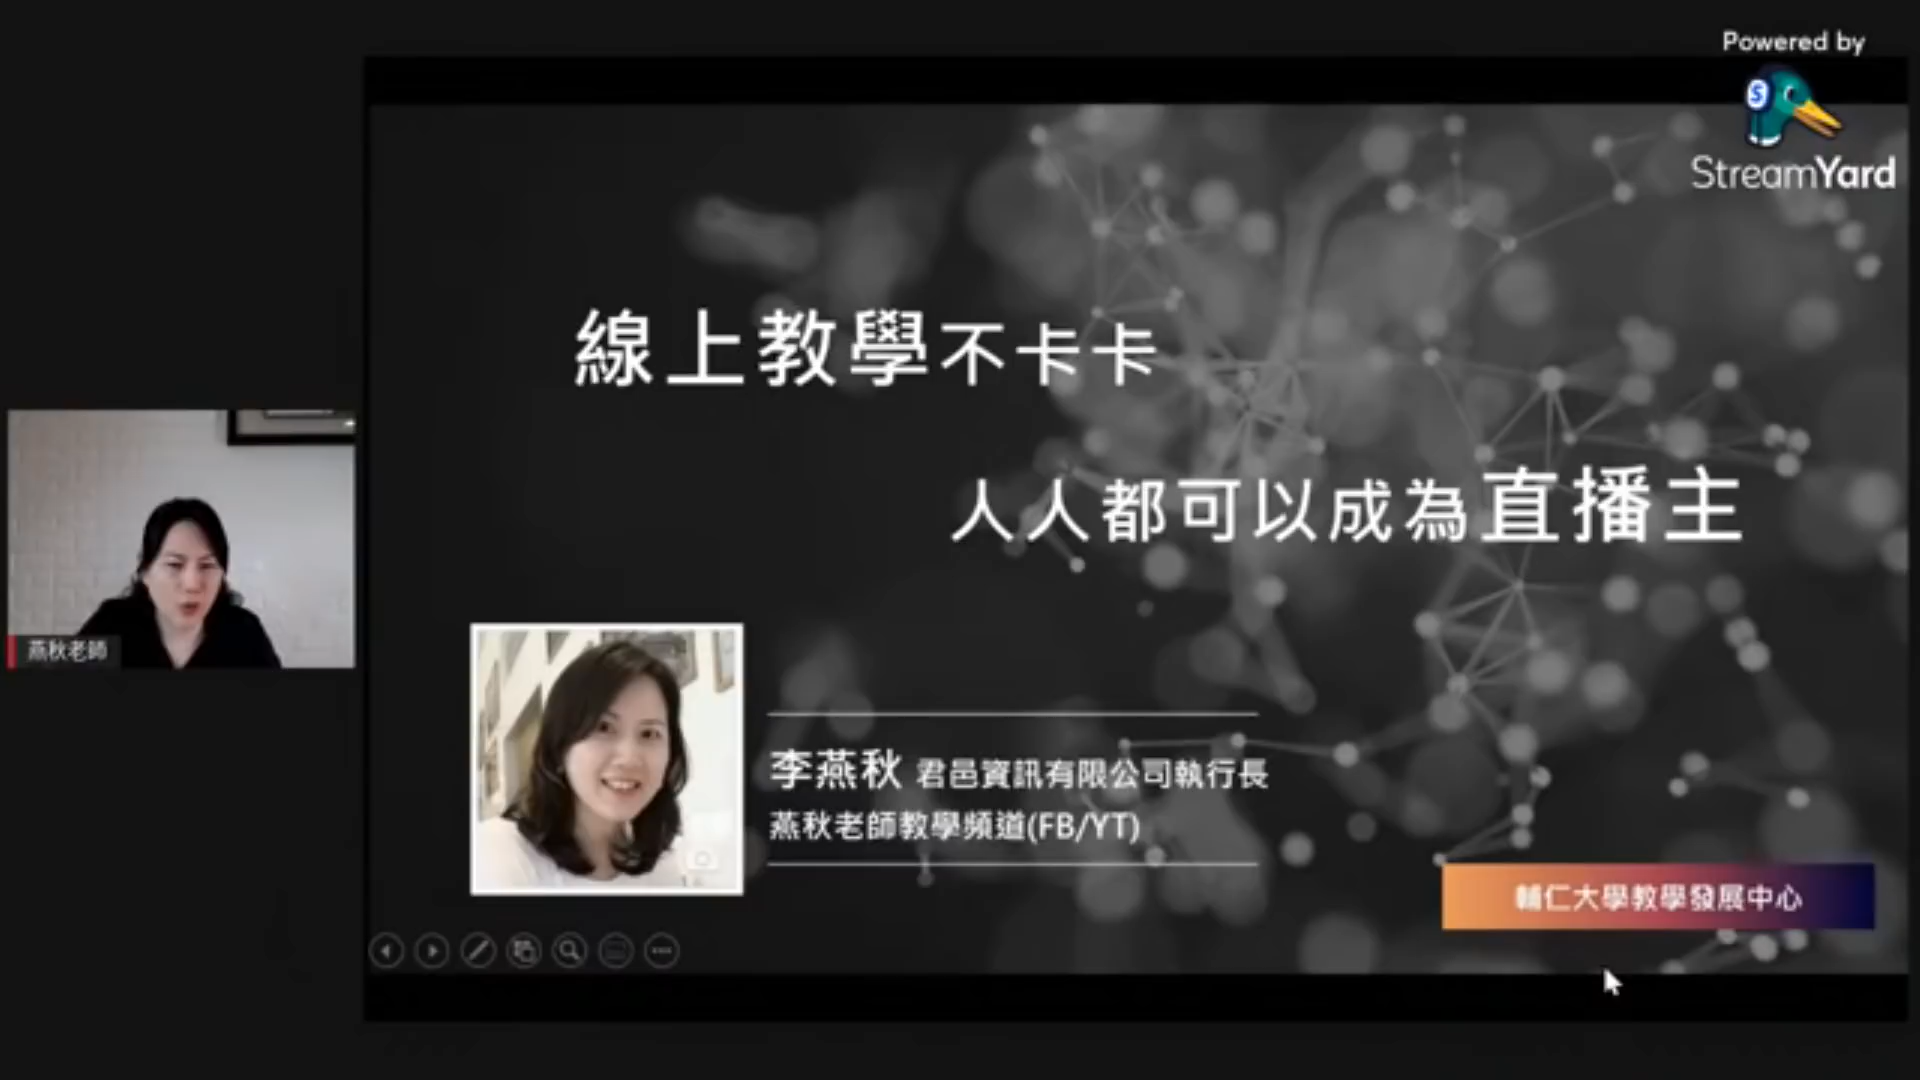 Powered by
StreamYard
線上教學不卡卡
人人都可以成為直播主
燕秋老師
李燕秋 君邑資訊有限公司執行長
燕秋老師教學頻道(FB/YT)
輔仁大學教學發展中心